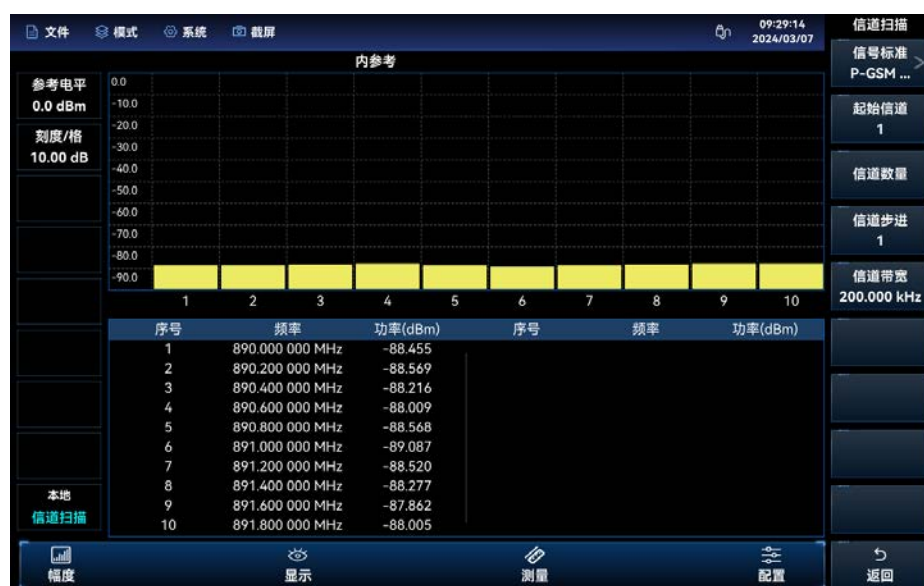 文件 模式 系统 截屏 09:29:14
2024/03/07
信道扫描
内参考
参考电平
0.0 dBm
刻度/格
10.00 dB
0.0
-10.0
-20.0
-30.0
-40.0
-50.0
-60.0
-70.0
-80.0
-90.0
1 2 3 4 5 6 7 8 9 10
序号 频率 功率(dBm) 序号 频率 功率(dBm)
1 890.000 000 MHz -88.455
2 890.200 000 MHz -88.569
3 890.400 000 MHz -88.216
4 890.600 000 MHz -88.009
5 890.800 000 MHz -88.568
6 891.000 000 MHz -89.087
7 891.200 000 MHz -88.520
8 891.400 000 MHz -88.277
9 891.600 000 MHz -87.862
10 891.800 000 MHz -88.005
本地
信道扫描
信号标准 >
P-GSM ...
起始信道
1
信道数量
信道步进
1
信道带宽
200.000 kHz
幅度 显示 测量 配置 返回